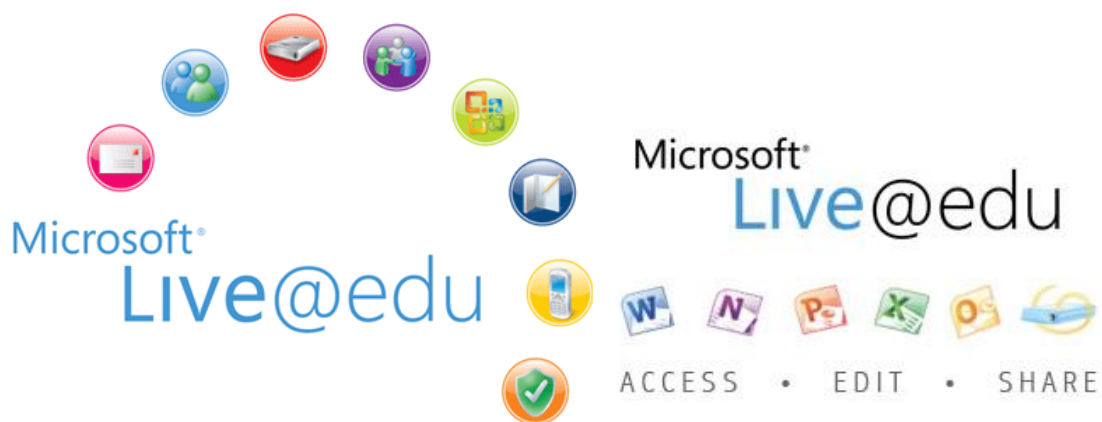 Microsoft®
Live@edu
Microsoft®
Live@edu
W N P X O
ACCESS • EDIT • SHARE